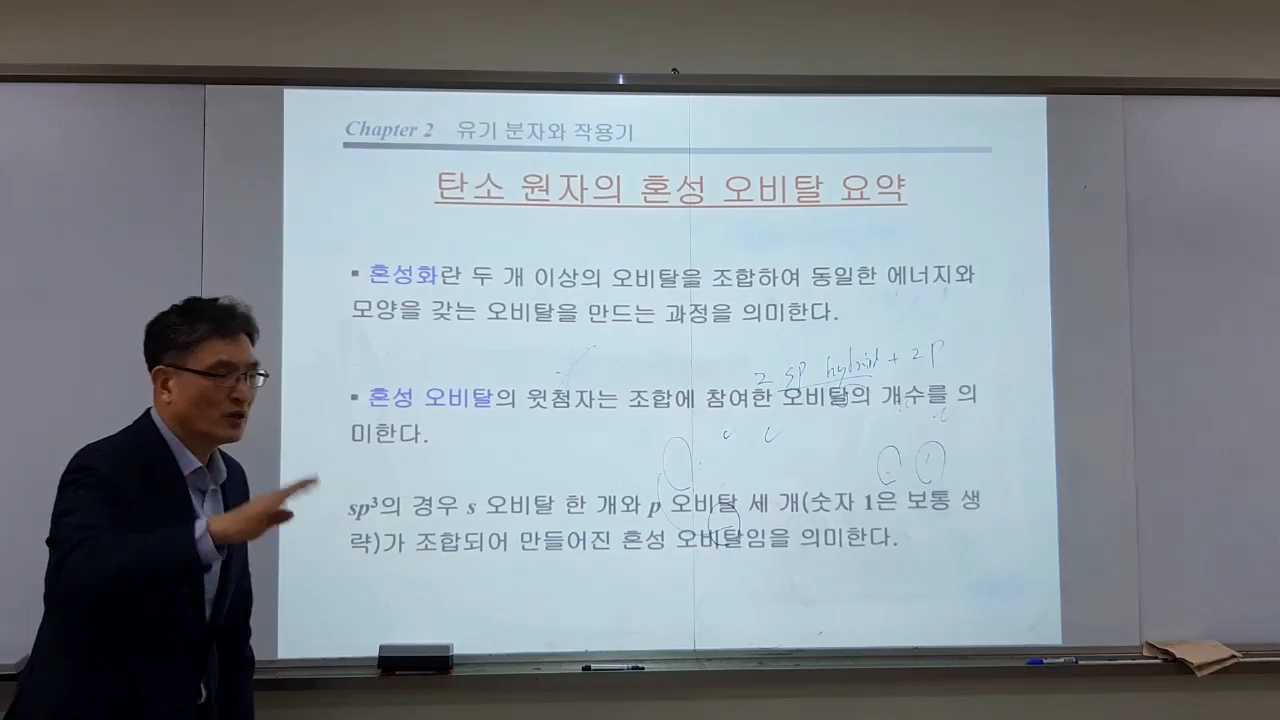 Chapter 2 유기 분자와 작용기
탄소 원자의 혼성 오비탈 요약
▪ 혼성화란 두 개 이상의 오비탈을 조합하여 동일한 에너지와
모양을 갖는 오비탈을 만드는 과정을 의미한다.
2 sp hybrid + 2 P
▪ 혼성 오비탈의 윗첨자는 조합에 참여한 오비탈의 개수를 의
미한다.
sp³의 경우 s 오비탈 한 개와 p 오비탈 세 개(숫자 1은 보통 생
략)가 조합되어 만들어진 혼성 오비탈임을 의미한다.